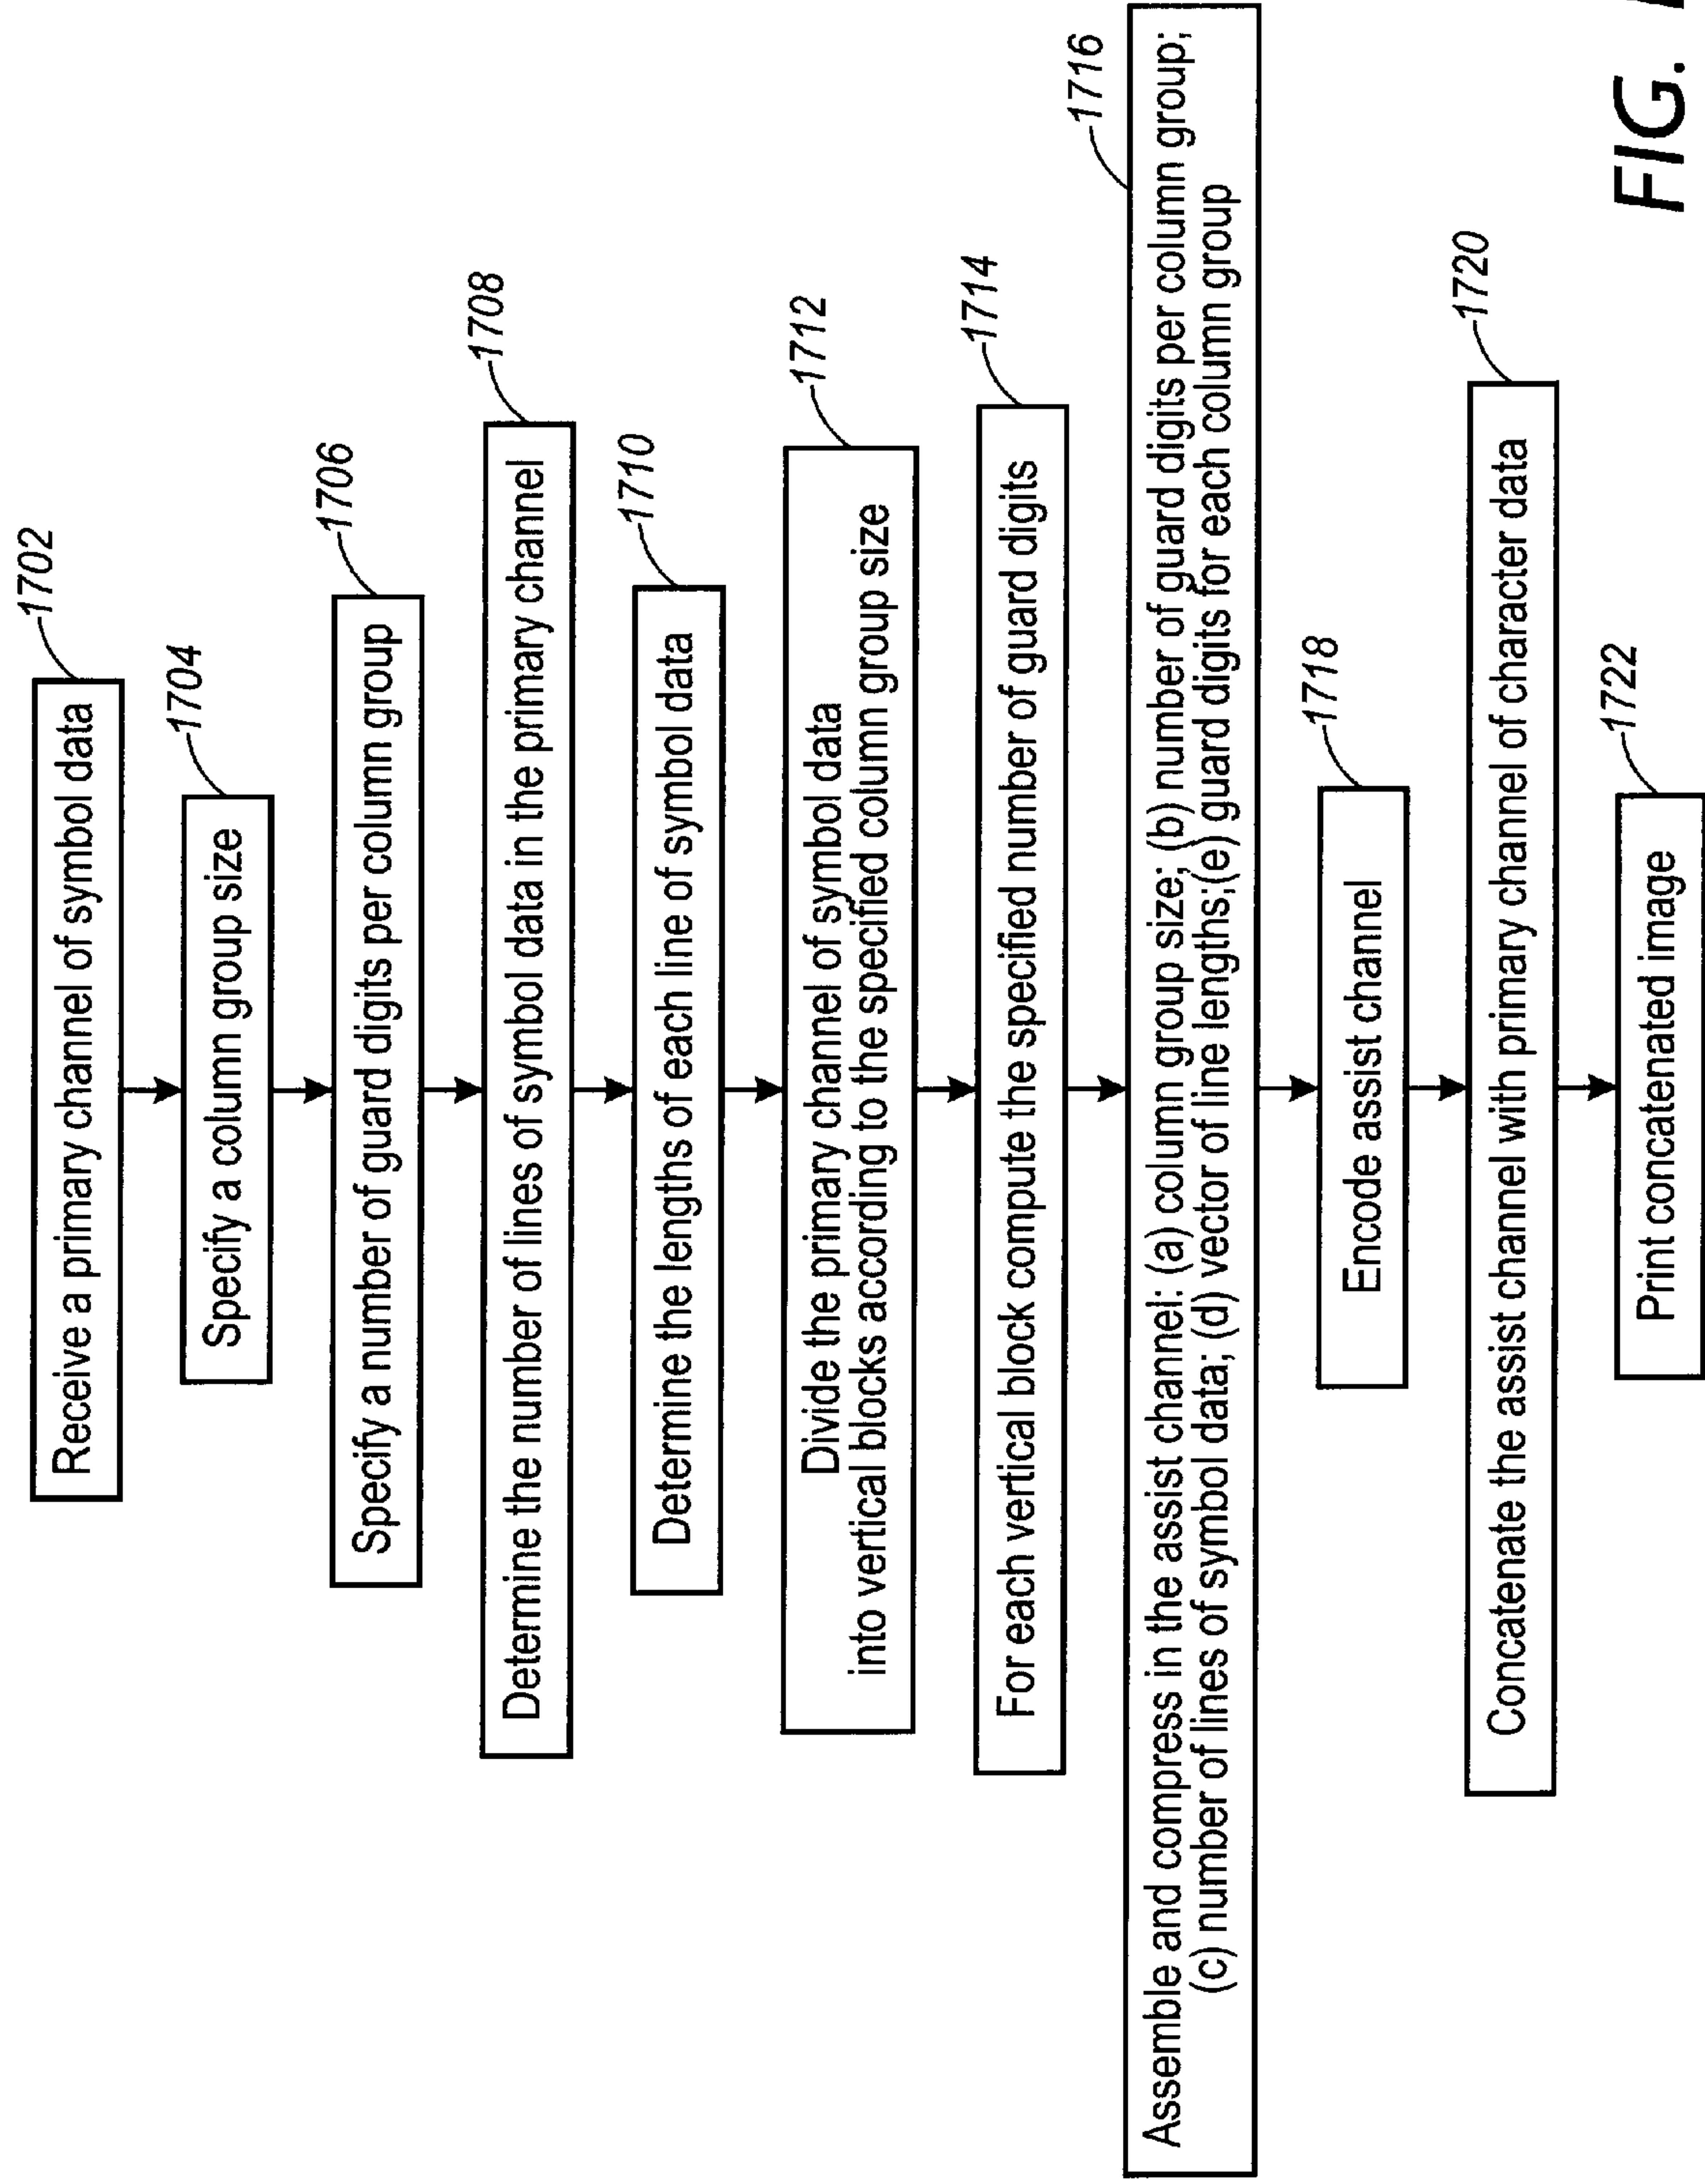 1702
Receive a primary channel of symbol data
1704
Specify a column group size
1706
Specify a number of guard digits per column group
1708
Determine the number of lines of symbol data in the primary channel
1710
Determine the lengths of each line of symbol data
1712
Divide the primary channel of symbol data
into vertical blocks according to the specified column group size
1714
For each vertical block compute the specified number of guard digits
1716
Assemble and compress in the assist channel: (a) column group size; (b) number of guard digits per column group;
(c) number of lines of symbol data; (d) vector of line lengths;(e) guard digits for each column group
1718
Encode assist channel
1720
Concatenate the assist channel with primary channel of character data
1722
Print concatenated image
FIG.